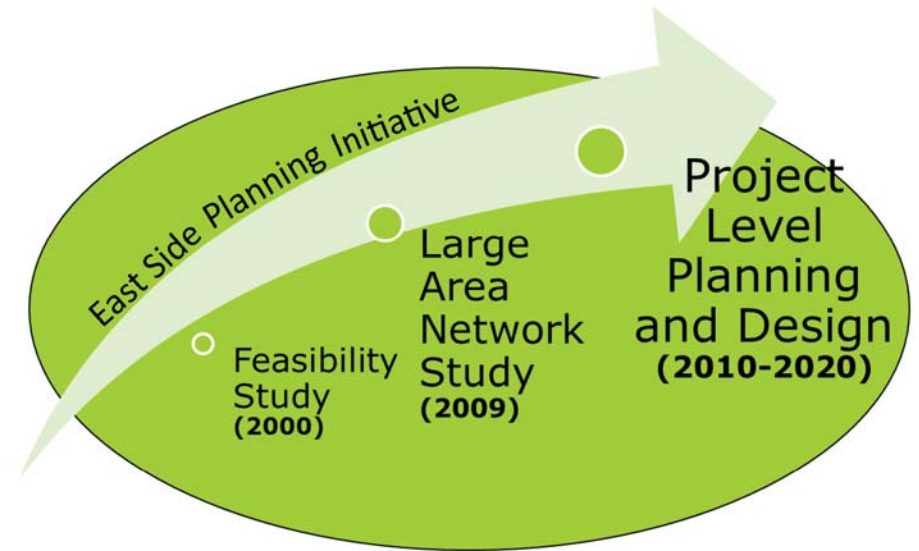 East Side Planning Initiative
Feasibility
Study
(2000)
Large
Area
Network
Study
(2009)
Project
Level
Planning
and Design
(2010-2020)